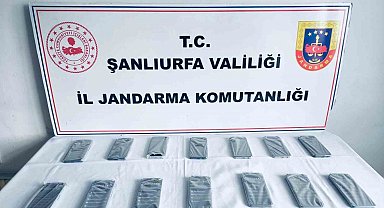 T.C.
ŞANLIURFA VALİLİĞİ
İL JANDARMA KOMUTANLIĞI